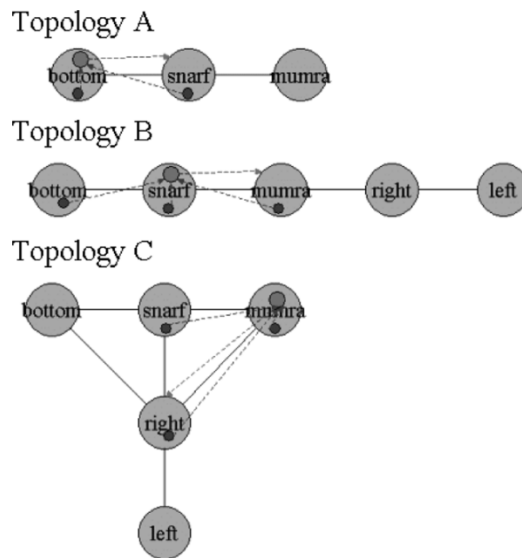 Topology A
bottom snarf mumra
Topology B
bottom snarf mumra right left
Topology C
bottom snarf mumra
right
left